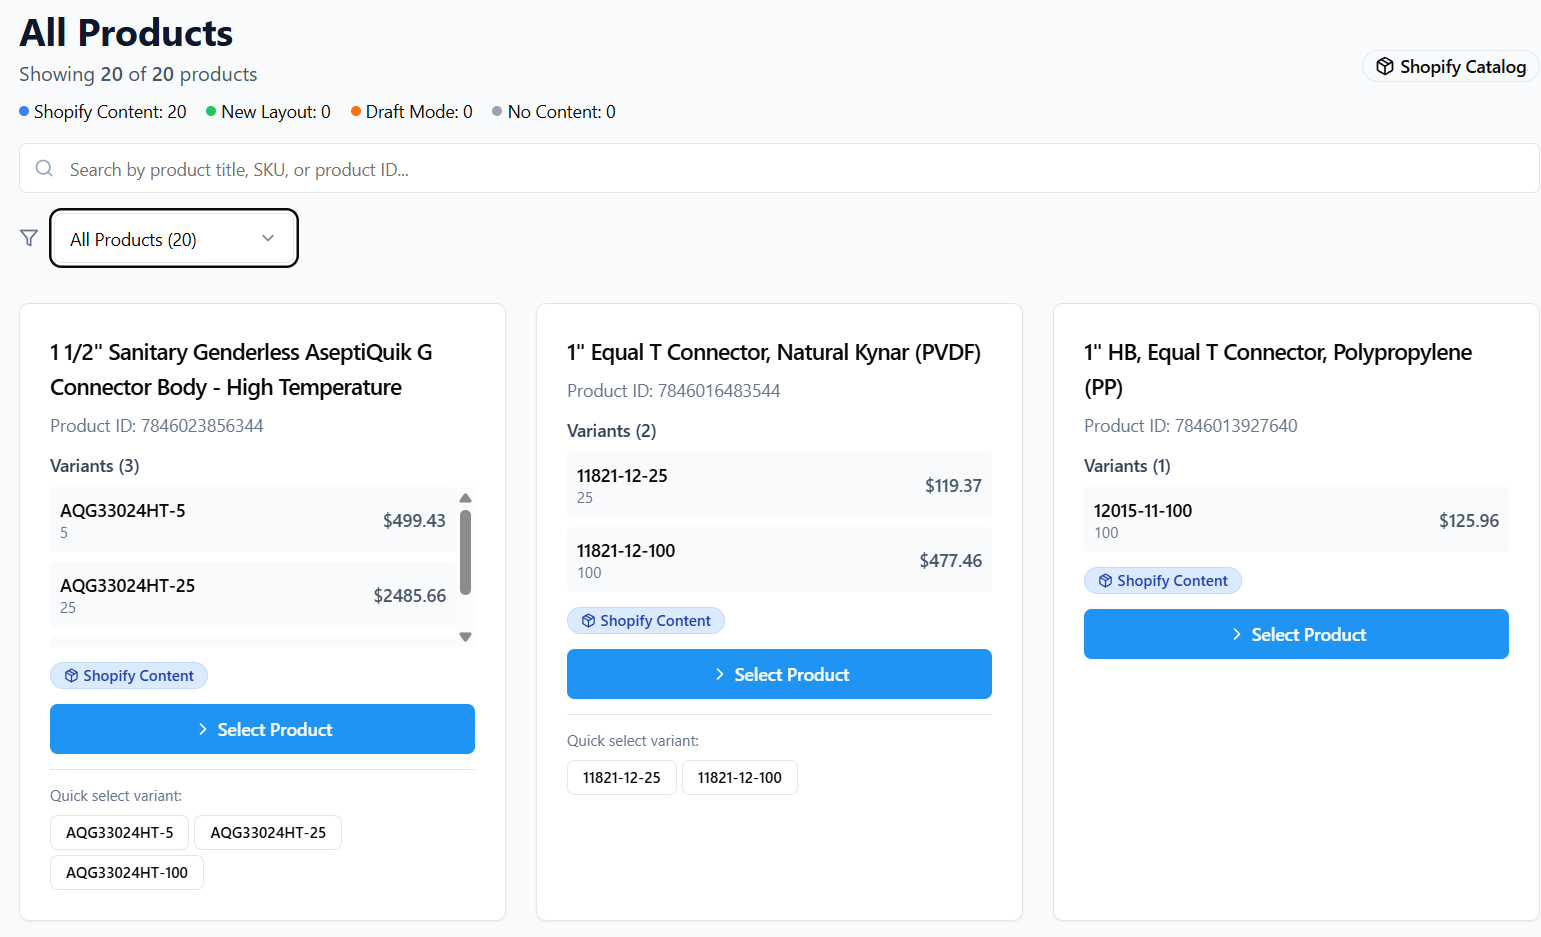 All Products
Showing 20 of 20 products
Shopify Catalog
Shopify Content: 20 New Layout: 0 Draft Mode: 0 No Content: 0
Search by product title, SKU, or product ID...
All Products (20)
1 1/2" Sanitary Genderless AseptiQuik G
Connector Body - High Temperature
Product ID: 7846023856344
Variants (3)
AQG33024HT-5
5
$499.43
AQG33024HT-25
25
$2485.66
Shopify Content
Select Product
Quick select variant:
AQG33024HT-5 AQG33024HT-25
AQG33024HT-100
1" Equal T Connector, Natural Kynar (PVDF)
Product ID: 7846016483544
Variants (2)
11821-12-25
25
$119.37
11821-12-100
100
$477.46
Shopify Content
Select Product
Quick select variant:
11821-12-25 11821-12-100
1" HB, Equal T Connector, Polypropylene
(PP)
Product ID: 7846013927640
Variants (1)
12015-11-100
100
$125.96
Shopify Content
Select Product